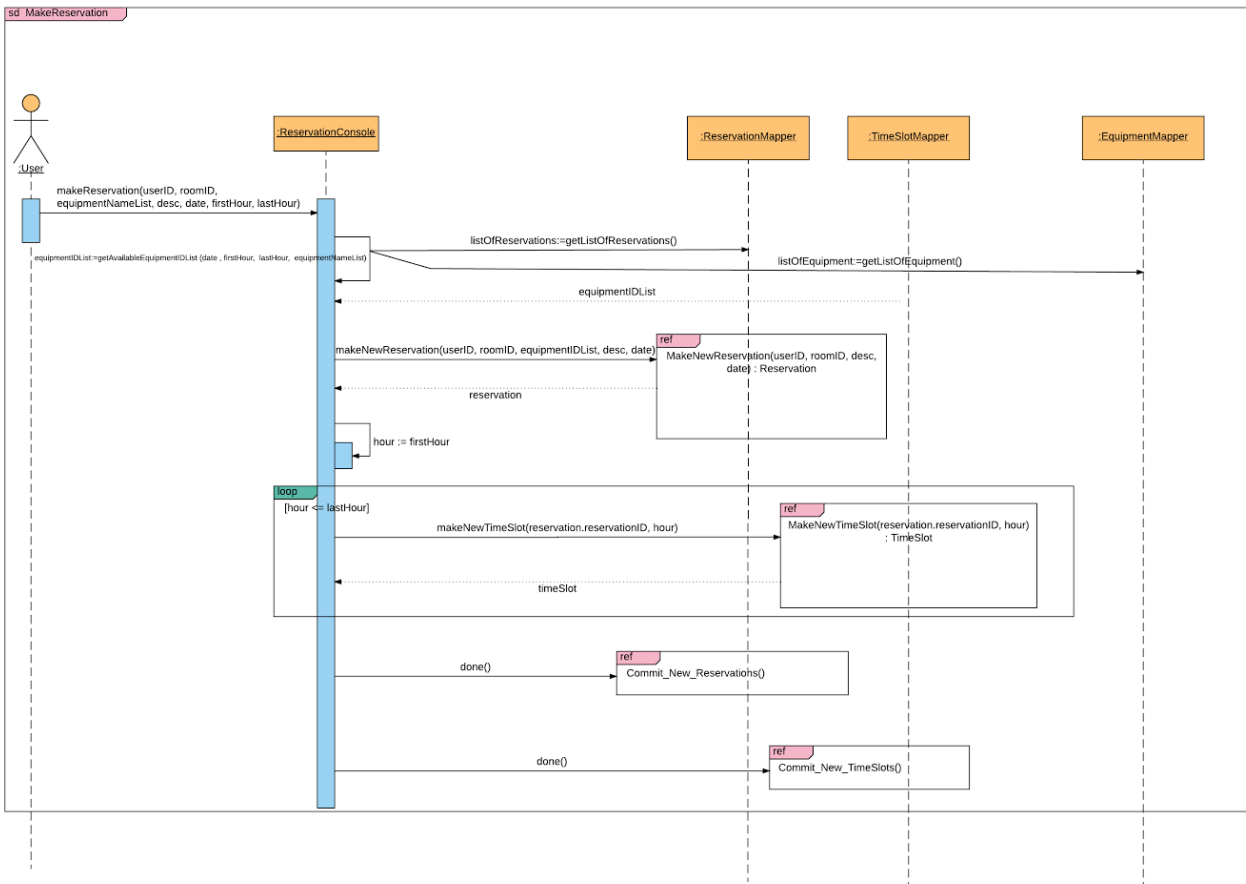 sd MakeReservation
:User
:ReservationConsole
:ReservationMapper
:TimeSlotMapper
:EquipmentMapper
makeReservation(userID, roomID,
equipmentNameList, desc, date, firstHour, lastHour)
listOfReservations:=getListOfReservations()
equipmentIDList:=getAvailableEquipmentIDList (date , firstHour, lastHour, equipmentNameList)
listOfEquipment:=getListOfEquipment()
equipmentIDList
makeNewReservation(userID, roomID, equipmentIDList, desc, date)
ref
MakeNewReservation(userID, roomID, desc,
date) : Reservation
reservation
hour := firstHour
loop
[hour <= lastHour]
makeNewTimeSlot(reservation.reservationID, hour)
ref
MakeNewTimeSlot(reservation.reservationID, hour)
: TimeSlot
timeSlot
done()
ref
Commit_New_Reservations()
done()
ref
Commit_New_TimeSlots()